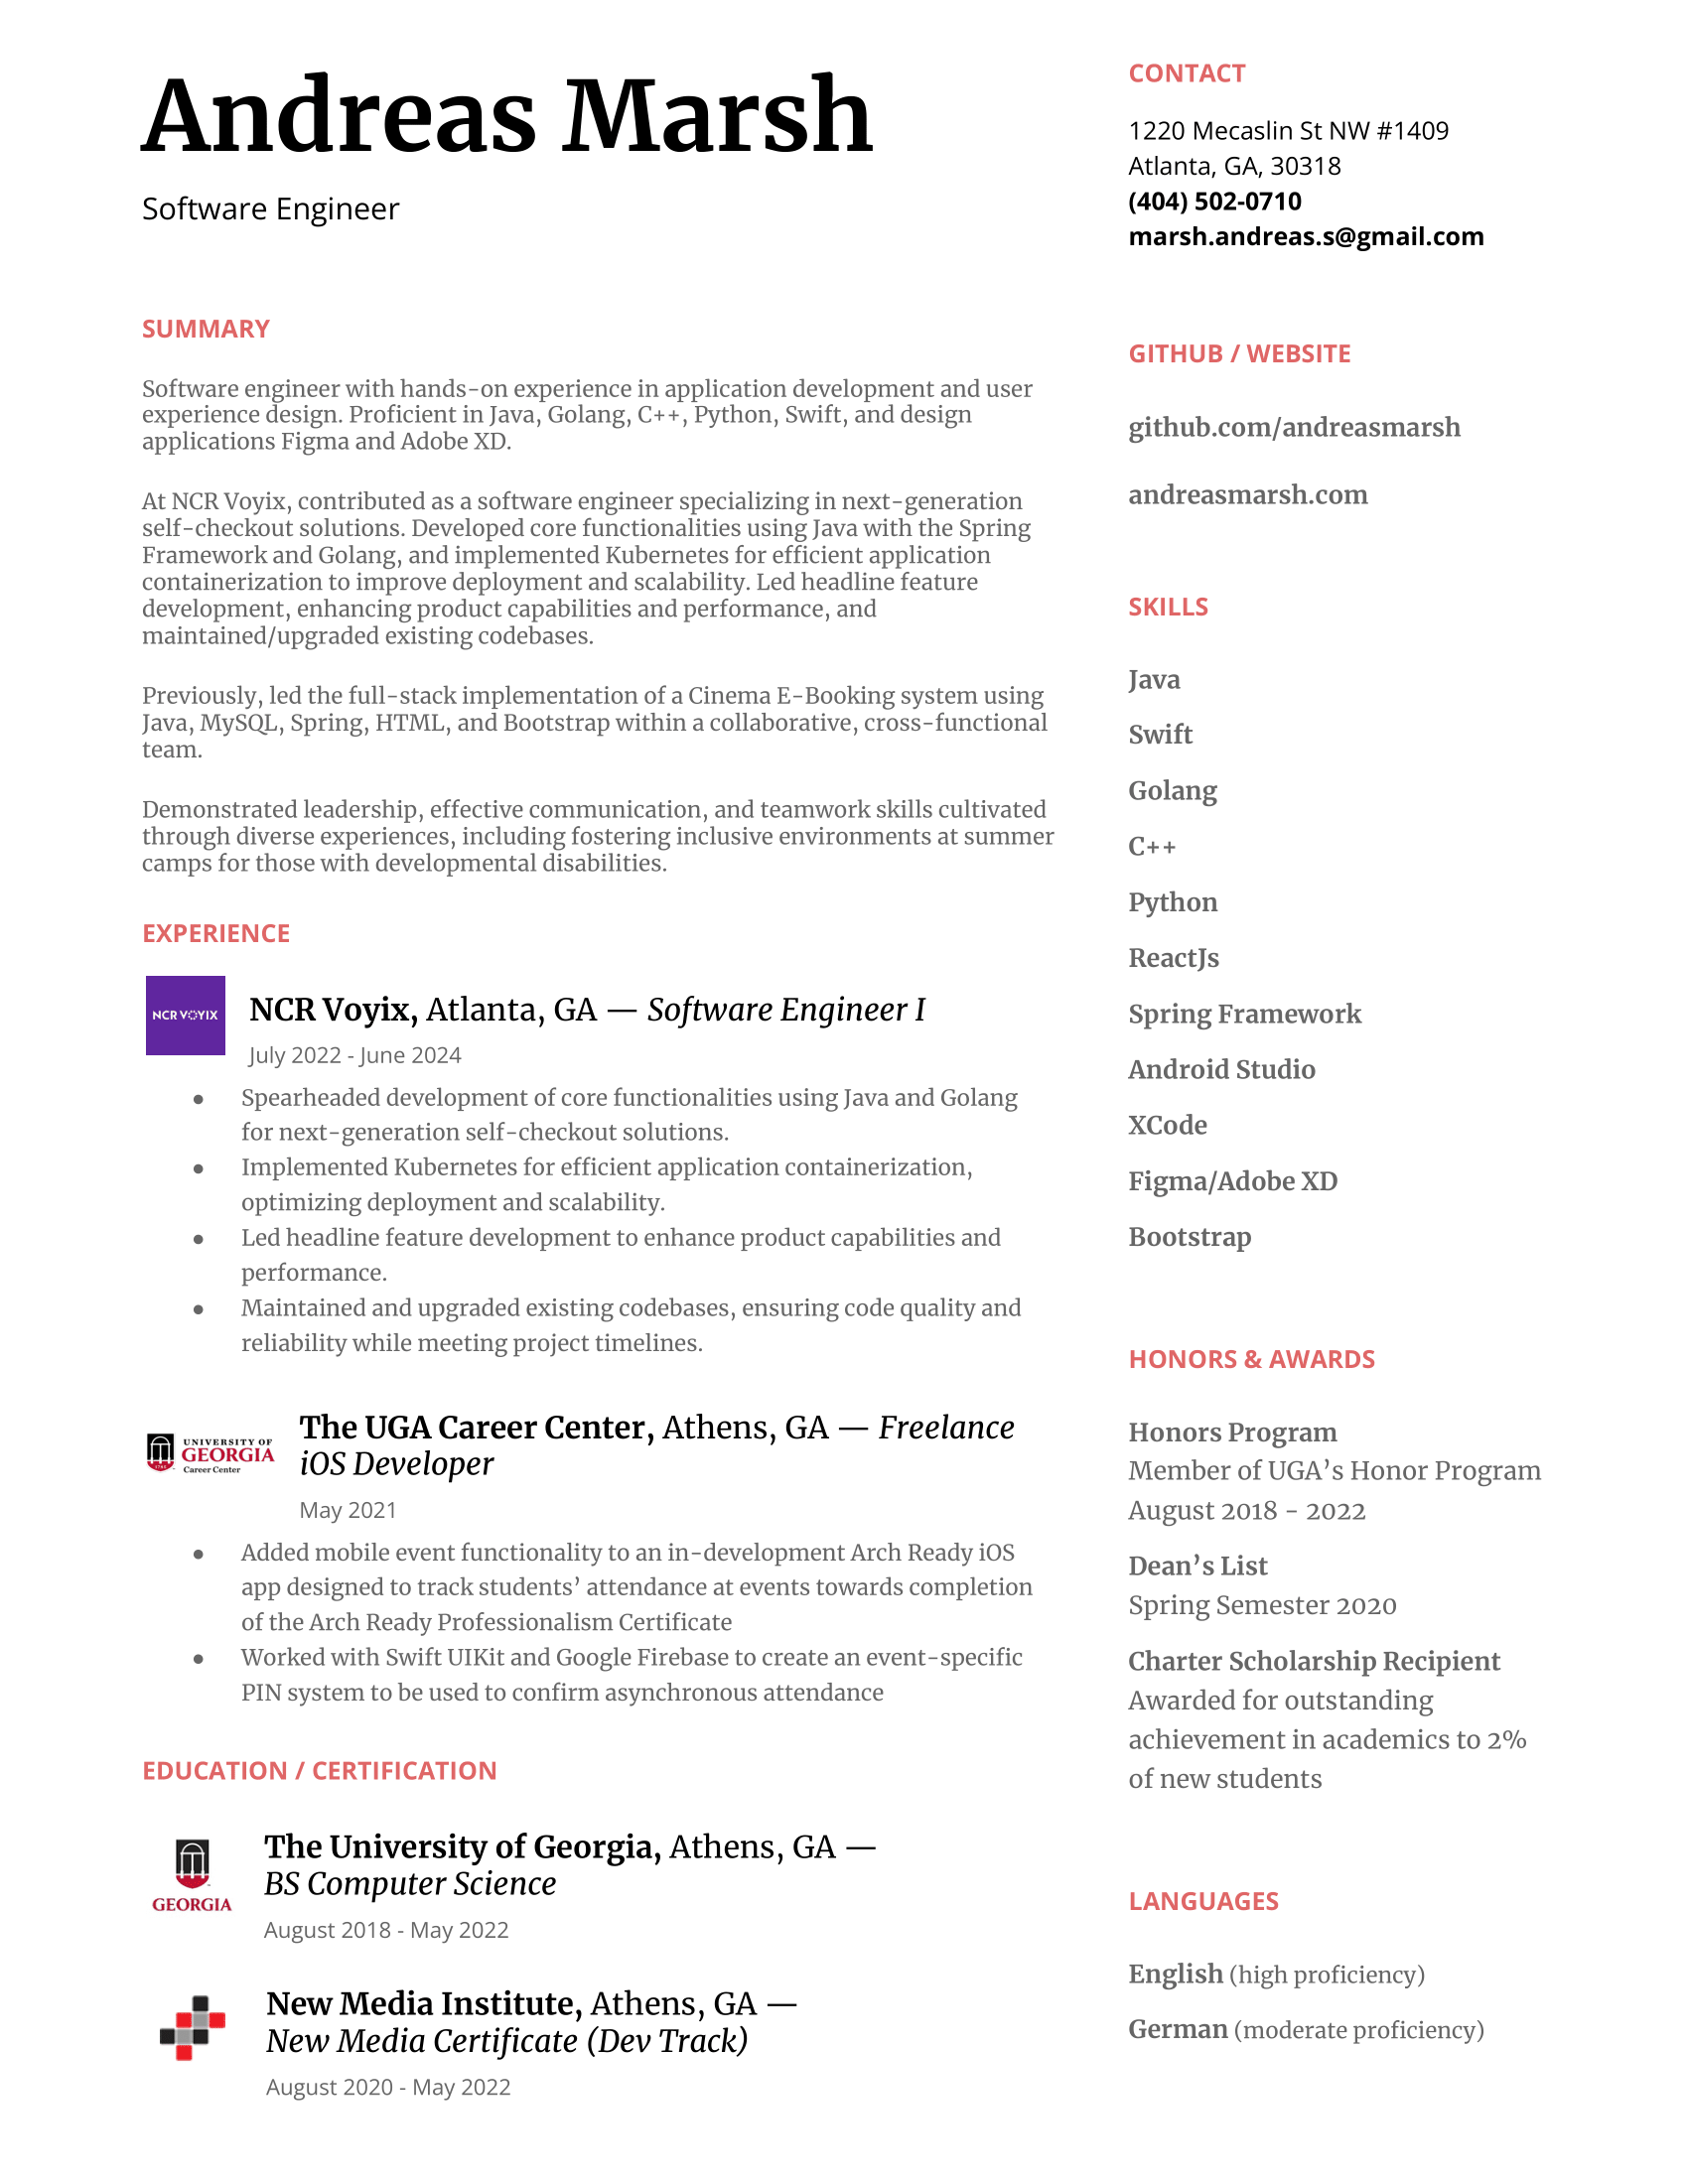 Andreas Marsh
Software Engineer
SUMMARY
Software engineer with hands-on experience in application development and user
experience design. Proficient in Java, Golang, C++, Python, Swift, and design
applications Figma and Adobe XD.
At NCR Voyix, contributed as a software engineer specializing in next-generation
self-checkout solutions. Developed core functionalities using Java with the Spring
Framework and Golang, and implemented Kubernetes for efficient application
containerization to improve deployment and scalability. Led headline feature
development, enhancing product capabilities and performance, and
maintained/upgraded existing codebases.
Previously, led the full-stack implementation of a Cinema E-Booking system using
Java, MySQL, Spring, HTML, and Bootstrap within a collaborative, cross-functional
team.
Demonstrated leadership, effective communication, and teamwork skills cultivated
through diverse experiences, including fostering inclusive environments at summer
camps for those with developmental disabilities.
EXPERIENCE
NCR VOYIX
NCR Voyix, Atlanta, GA — Software Engineer I
July 2022 - June 2024
● Spearheaded development of core functionalities using Java and Golang
for next-generation self-checkout solutions.
● Implemented Kubernetes for efficient application containerization,
optimizing deployment and scalability.
● Led headline feature development to enhance product capabilities and
performance.
● Maintained and upgraded existing codebases, ensuring code quality and
reliability while meeting project timelines.
UNIVERSITY OF
GEORGIA
Career Center
The UGA Career Center, Athens, GA — Freelance
iOS Developer
May 2021
● Added mobile event functionality to an in-development Arch Ready iOS
app designed to track students’ attendance at events towards completion
of the Arch Ready Professionalism Certificate
● Worked with Swift UIKit and Google Firebase to create an event-specific
PIN system to be used to confirm asynchronous attendance
EDUCATION / CERTIFICATION
GEORGIA
The University of Georgia, Athens, GA —
BS Computer Science
August 2018 - May 2022
New Media Institute, Athens, GA —
New Media Certificate (Dev Track)
August 2020 - May 2022
CONTACT
1220 Mecaslin St NW #1409
Atlanta, GA, 30318
(404) 502-0710
marsh.andreas.s@gmail.com
GITHUB / WEBSITE
github.com/andreasmarsh
andreasmarsh.com
SKILLS
Java
Swift
Golang
C++
Python
ReactJs
Spring Framework
Android Studio
XCode
Figma/Adobe XD
Bootstrap
HONORS & AWARDS
Honors Program
Member of UGA’s Honor Program
August 2018 - 2022
Dean’s List
Spring Semester 2020
Charter Scholarship Recipient
Awarded for outstanding
achievement in academics to 2%
of new students
LANGUAGES
English (high proficiency)
German (moderate proficiency)